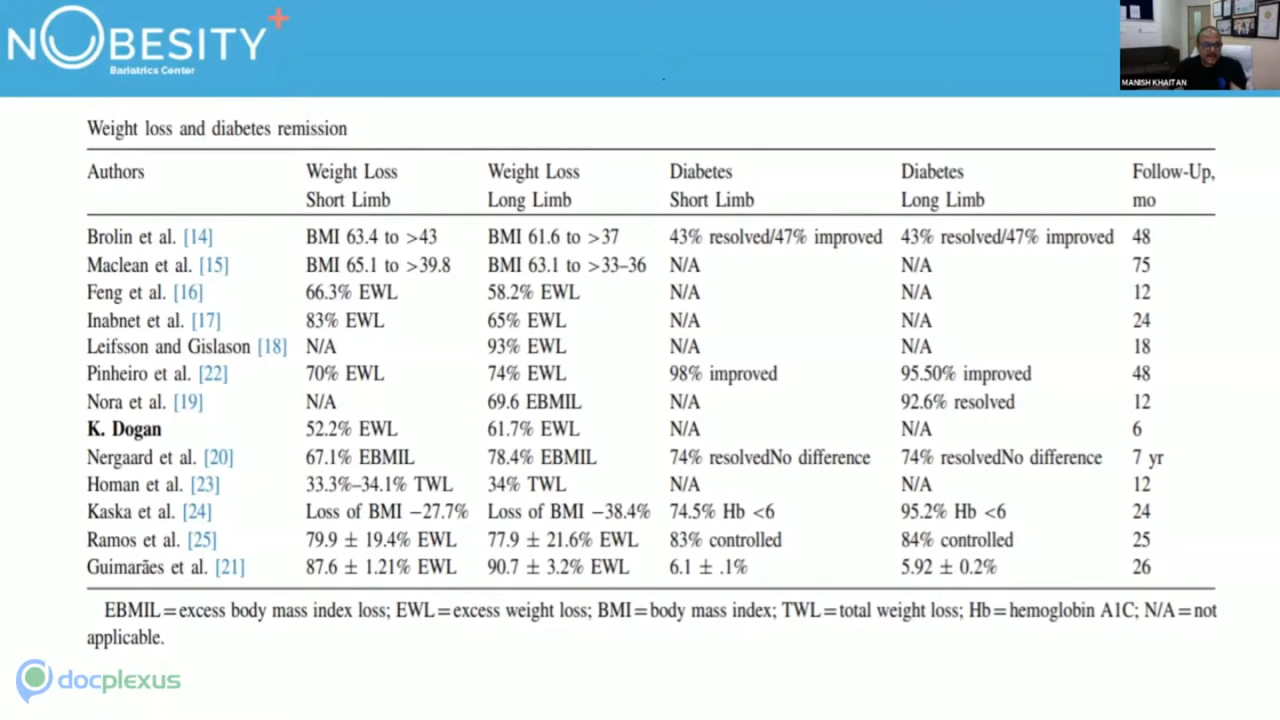 NOBESITY+
Bariatrics Center
MANISH KHAITAN
Weight loss and diabetes remission
Authors Weight Loss Short Limb Weight Loss Long Limb Diabetes Short Limb Diabetes Long Limb Follow-Up, mo
Brolin et al. [14] BMI 63.4 to >43 BMI 61.6 to >37 43% resolved/47% improved 43% resolved/47% improved 48
Maclean et al. [15] BMI 65.1 to >39.8 BMI 63.1 to >33–36 N/A N/A 75
Feng et al. [16] 66.3% EWL 58.2% EWL N/A N/A 12
Inabnet et al. [17] 83% EWL 65% EWL N/A N/A 24
Leifsson and Gislason [18] N/A 93% EWL N/A N/A 18
Pinheiro et al. [22] 70% EWL 74% EWL 98% improved 95.50% improved 48
Nora et al. [19] N/A 69.6 EBMIL N/A 92.6% resolved 12
K. Dogan 52.2% EWL 61.7% EWL N/A N/A 6
Nergaard et al. [20] 67.1% EBMIL 78.4% EBMIL 74% resolvedNo difference 74% resolvedNo difference 7 yr
Homan et al. [23] 33.3%–34.1% TWL 34% TWL N/A N/A 12
Kaska et al. [24] Loss of BMI −27.7% Loss of BMI −38.4% 74.5% Hb <6 95.2% Hb <6 24
Ramos et al. [25] 79.9 ± 19.4% EWL 77.9 ± 21.6% EWL 83% controlled 84% controlled 25
Guimarães et al. [21] 87.6 ± 1.21% EWL 90.7 ± 3.2% EWL 6.1 ± .1% 5.92 ± 0.2% 26
EBMIL=excess body mass index loss; EWL=excess weight loss; BMI=body mass index; TWL=total weight loss; Hb=hemoglobin A1C; N/A=not
applicable.
docplexus